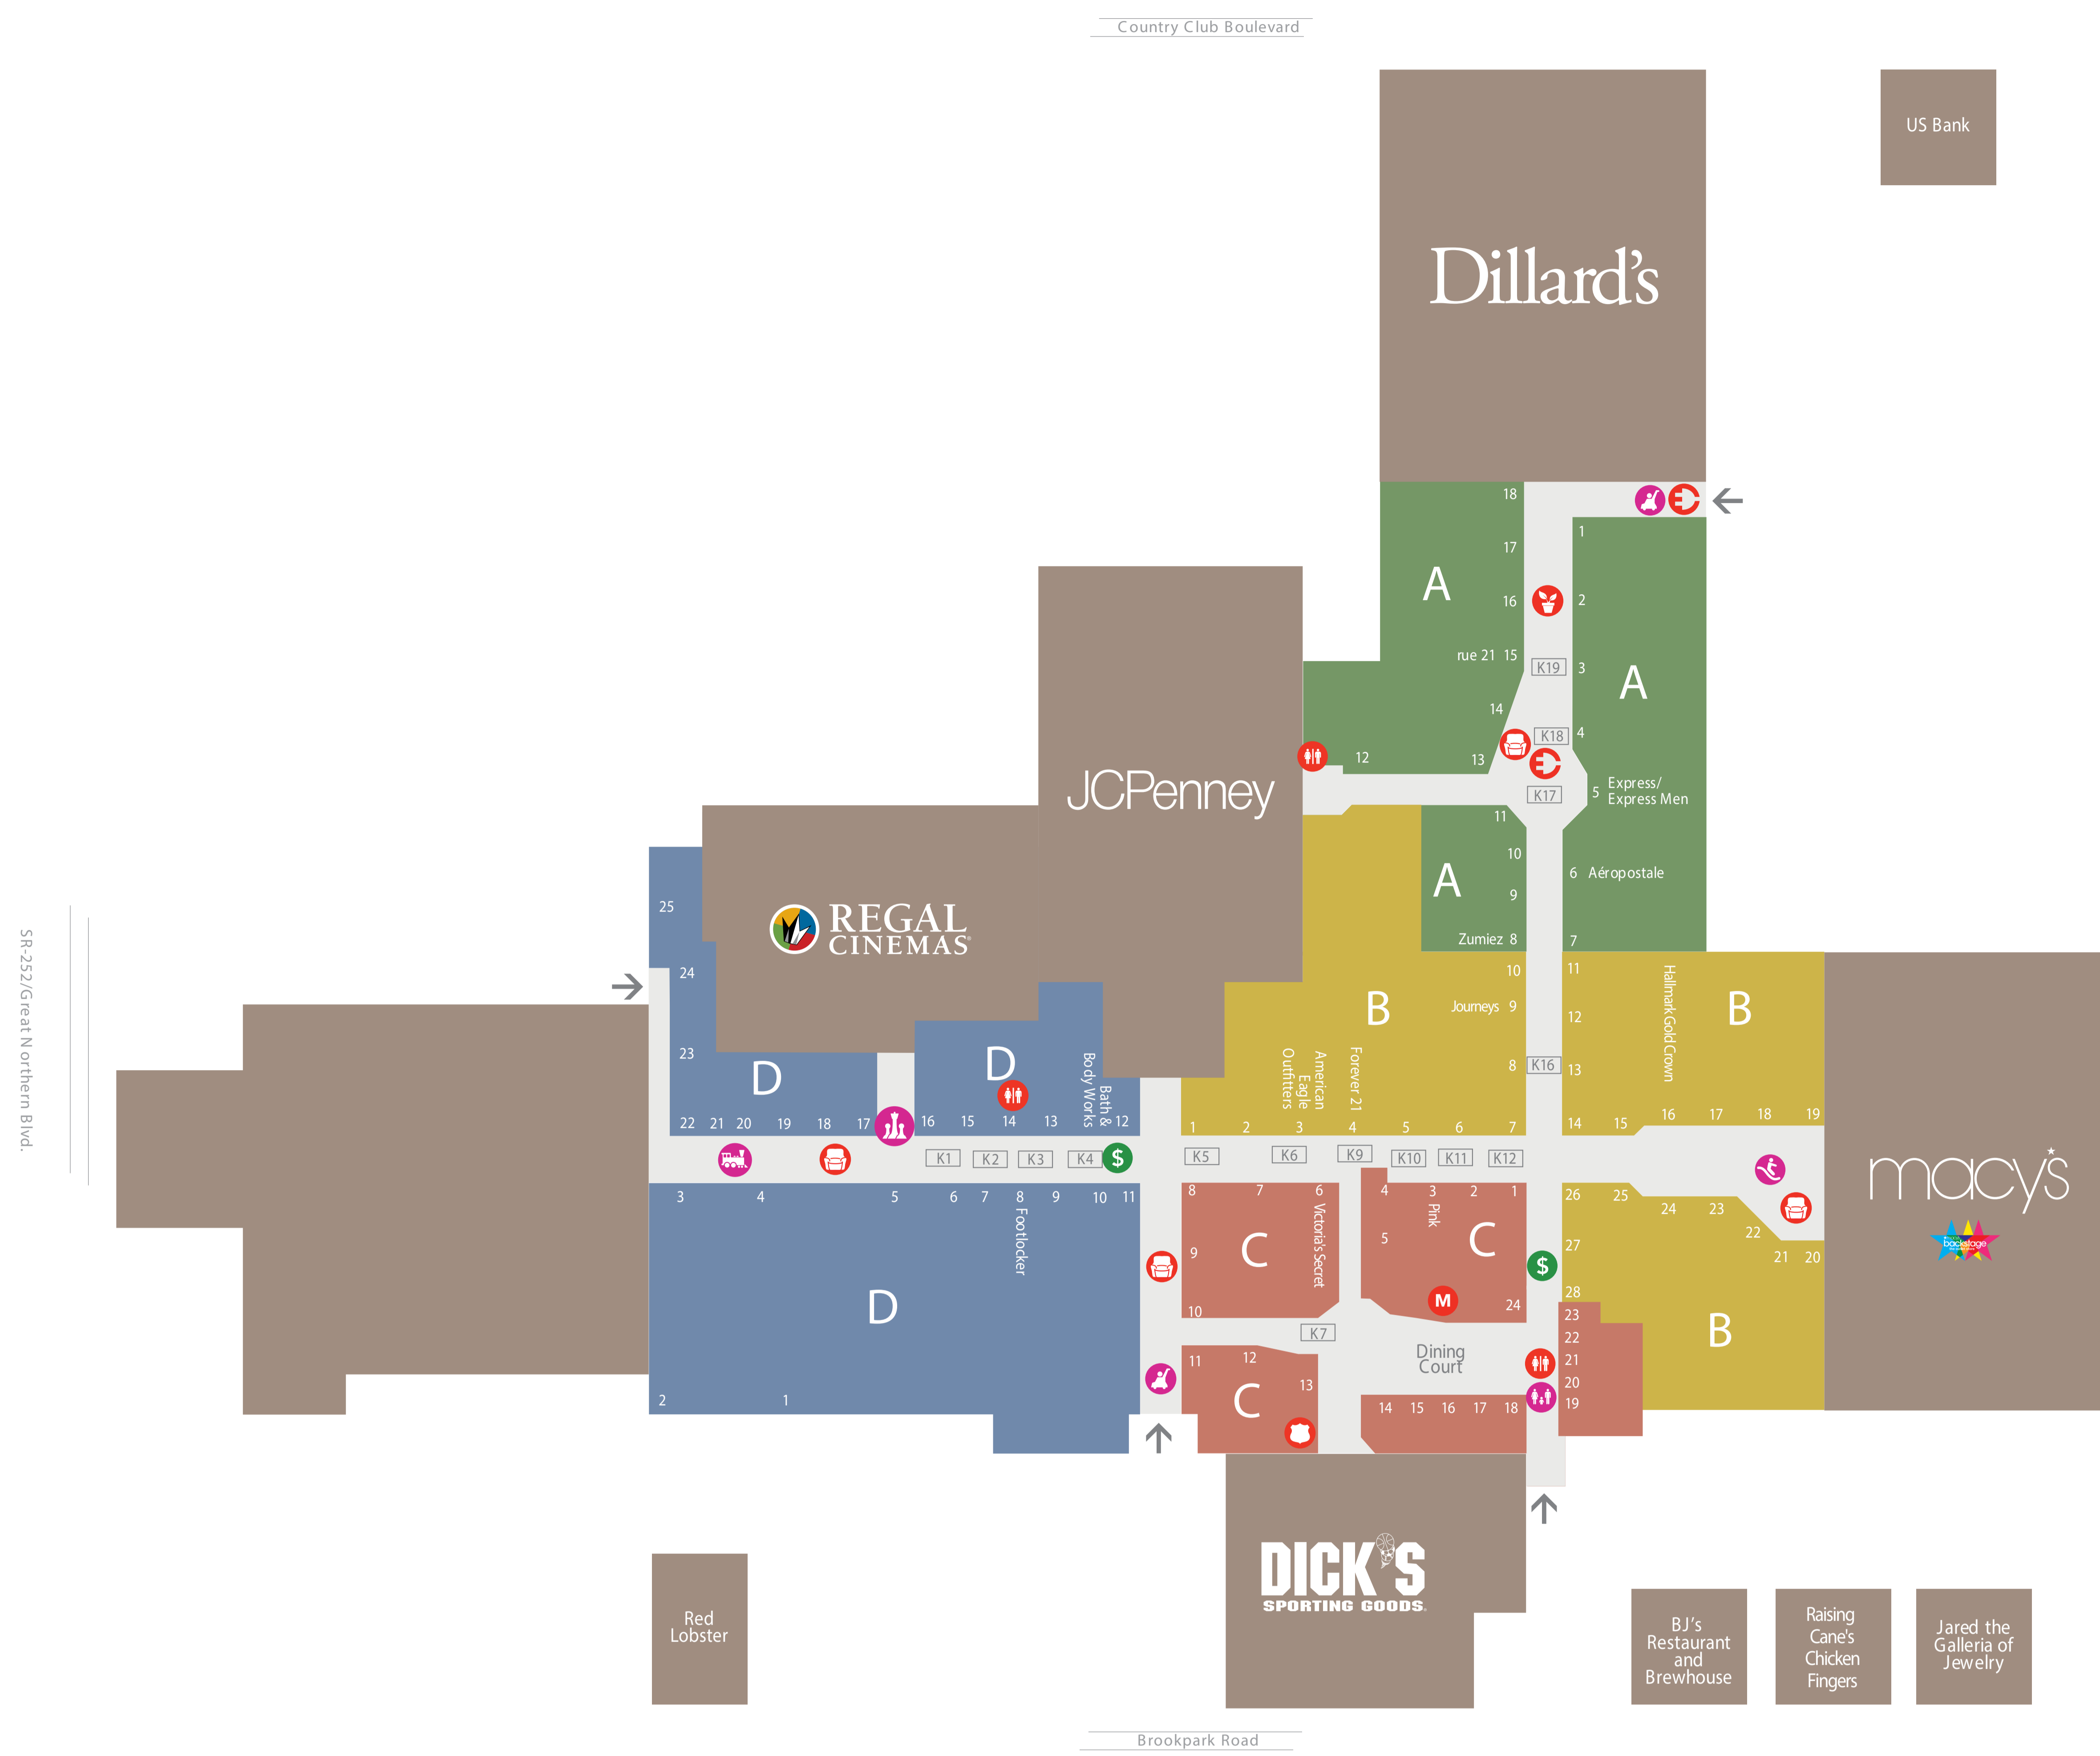 Country Club Boulevard
US Bank
Dillard's
18
1
17
A
16
2
rue 21 15
K19
3
A
14
K18
4
12
13
JCPenney
K17
5
Express/
Express Men
11
10
A
6 Aéropostale
9
Zumiez 8
7
25
REGAL
CINEMAS®
SR-252/Great Northern Blvd.
24
10
11
Hallmark Gold Crown
B
Journeys 9
B
12
23
D
D
Bath &
Body Works
American
Eagle
Outfitters
Forever 21
8
K16
13
22
21
20
19
18
17
16
15
14
13
12
1
2
3
4
5
6
7
14
15
16
17
18
19
K1
K2
K3
K4
$
K5
K6
K9
K10
K11
K12
macy's
backstage
3
4
5
6
7
8
9
10
11
Footlocker
8
7
6
Victoria's Secret
4
3
Pink
2
1
26
25
24
23
22
21
20
9
C
5
C
27
$
28
D
10
M
24
23
K7
22
Dining
Court
11
12
21
13
20
C
19
2
1
14
15
16
17
18
B
DICK'S
SPORTING GOODS®
Red
Lobster
BJ's
Restaurant
and
Brewhouse
Raising
Cane's
Chicken
Fingers
Jared the
Galleria of
Jewelry
Brookpark Road